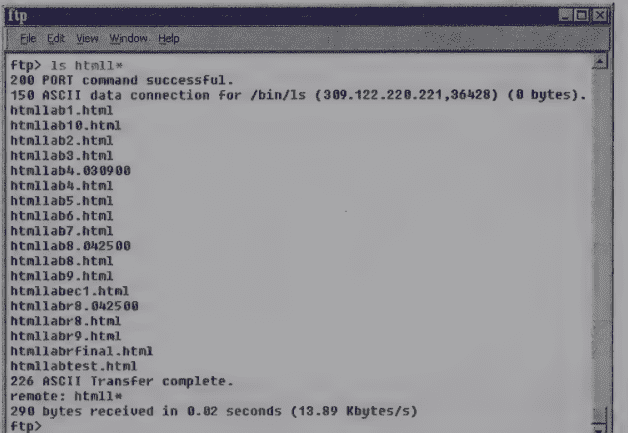 ftp
File Edit View Window Help
ftp> ls htmll*
200 PORT command successful.
150 ASCII data connection for /bin/ls (309.122.220.221,36428) (0 bytes).
htmllab1.html
htmllab10.html
htmllab2.html
htmllab3.html
htmllab4.030900
htmllab4.html
htmllab5.html
htmllab6.html
htmllab7.html
htmllab8.042500
htmllab8.html
htmllab9.html
htmllabec1.html
htmllabr8.042500
htmllabr8.html
htmllabr9.html
htmllabrfinal.html
htmllabtest.html
226 ASCII Transfer complete.
remote: htmll*
290 bytes received in 0.02 seconds (13.89 Kbytes/s)
ftp>